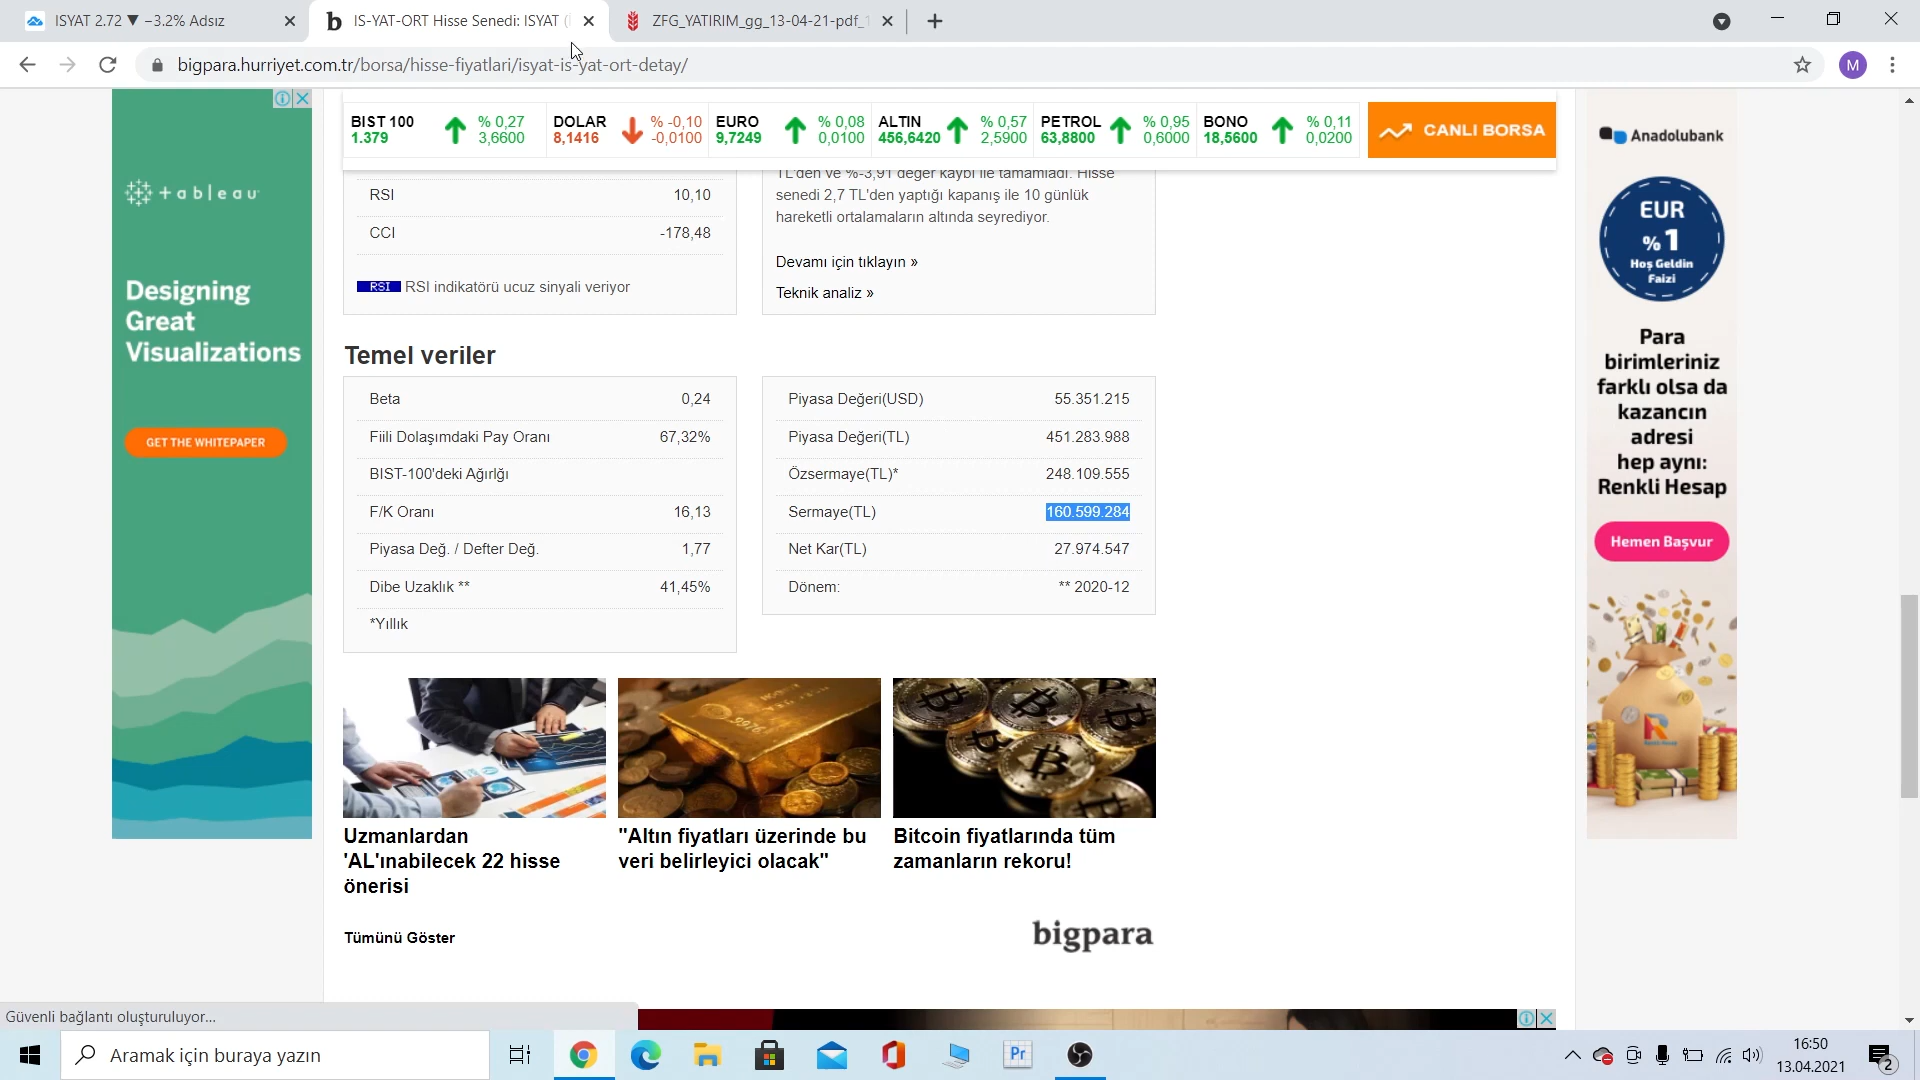 ISYAT 2.72 ▼ −3.2% Adsız
IS-YAT-ORT Hisse Senedi: ISYAT (
ZFG_YATIRIM_gg_13-04-21-pdf_1
bigpara.hurriyet.com.tr/borsa/hisse-fiyatlari/isyat-is-yat-ort-detay/
M
BIST 100 % 0,27
1.379 3,6600
DOLAR % -0,10
8,1416 -0,0100
EURO % 0,08
9,7249 0,0100
ALTIN % 0,57
456,6420 2,5900
PETROL % 0,95
63,8800 0,6000
BONO % 0,11
18,5600 0,0200
CANLI BORSA
+ableau
Designing
Great
Visualizations
GET THE WHITEPAPER
RSI 10,10
CCI -178,48
RSI RSI indikatörü ucuz sinyali veriyor
TL'den ve %-3,91 değer kaybı ile tamamladı. Hisse
senedi 2,7 TL'den yaptığı kapanış ile 10 günlük
hareketli ortalamaların altında seyrediyor.
Devamı için tıklayın »
Teknik analiz »
Temel veriler
Beta 0,24
Fiili Dolaşımdaki Pay Oranı 67,32%
BIST-100'deki Ağırlğı
F/K Oranı 16,13
Piyasa Değ. / Defter Değ. 1,77
Dibe Uzaklık ** 41,45%
*Yıllık
Piyasa Değeri(USD) 55.351.215
Piyasa Değeri(TL) 451.283.988
Özsermaye(TL)* 248.109.555
Sermaye(TL) 160.599.284
Net Kar(TL) 27.974.547
Dönem: ** 2020-12
Uzmanlardan
'AL'ınabilecek 22 hisse
önerisi
"Altın fiyatları üzerinde bu
veri belirleyici olacak"
Bitcoin fiyatlarında tüm
zamanların rekoru!
Tümünü Göster
bigpara
Anadolubank
EUR
%1
Hoş Geldin
Faizi
Para
birimleriniz
farklı olsa da
kazancın
adresi
hep aynı:
Renkli Hesap
Hemen Başvur
Güvenli bağlantı oluşturuluyor...
Aramak için buraya yazın
Pr
16:50
13.04.2021
2